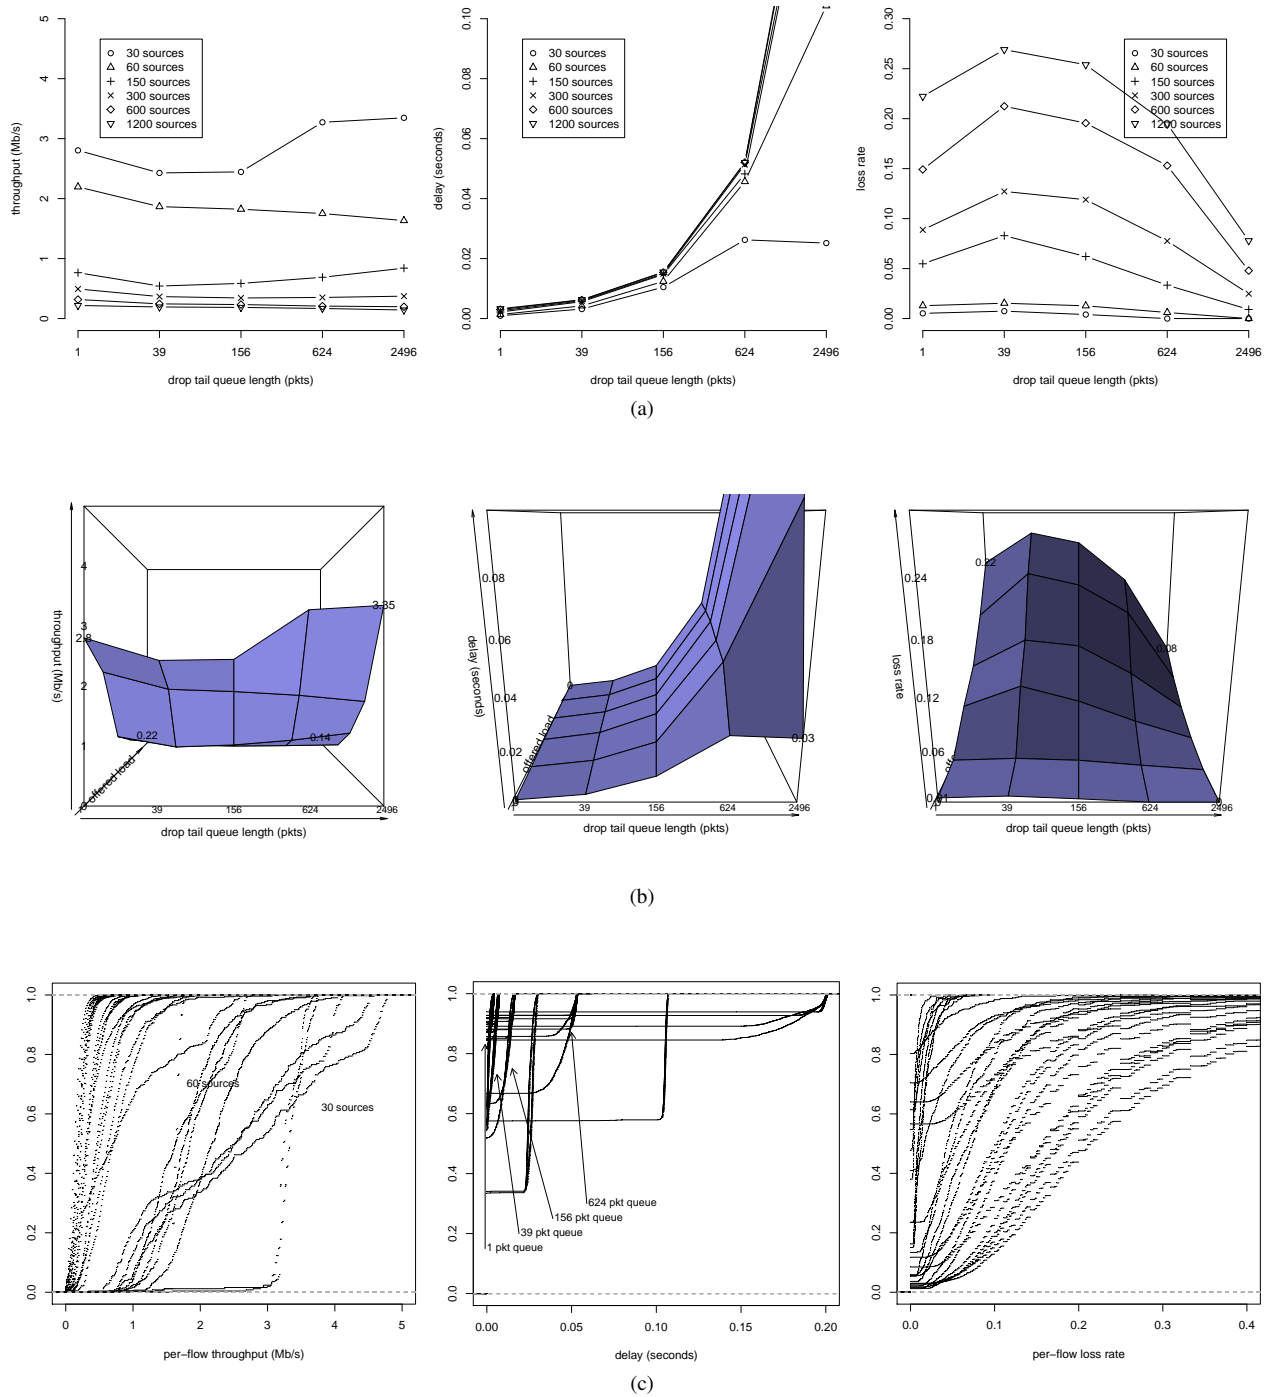 throughput (Mb/s)
0 1 2 3 4 5
30 sources
60 sources
150 sources
300 sources
600 sources
1200 sources
1 39 156 624 2496
drop tail queue length (pkts)
delay (seconds)
0.00 0.02 0.04 0.06 0.08 0.10
30 sources
60 sources
150 sources
300 sources
600 sources
1200 sources
1 39 156 624 2496
drop tail queue length (pkts)
loss rate
0.00 0.05 0.10 0.15 0.20 0.25 0.30
30 sources
60 sources
150 sources
300 sources
600 sources
1200 sources
1 39 156 624 2496
drop tail queue length (pkts)
(a)
throughput (Mb/s)
4
3
2.8
2
1
3.35
0.22
0.14
offered load
39 156 624 2496
drop tail queue length (pkts)
delay (seconds)
0.08
0.06
0.04
0.02
0
0.03
offered load
39 156 624 2496
drop tail queue length (pkts)
loss rate
0.24
0.18
0.12
0.06
0.01
0.22
0.08
0
39 156 624 2496
drop tail queue length (pkts)
(b)
0.0 0.2 0.4 0.6 0.8 1.0
60 sources
30 sources
0 1 2 3 4 5
per-flow throughput (Mb/s)
0.0 0.2 0.4 0.6 0.8 1.0
624 pkt queue
156 pkt queue
39 pkt queue
1 pkt queue
0.00 0.05 0.10 0.15 0.20
delay (seconds)
0.0 0.2 0.4 0.6 0.8 1.0
0.0 0.1 0.2 0.3 0.4
per-flow loss rate
(c)